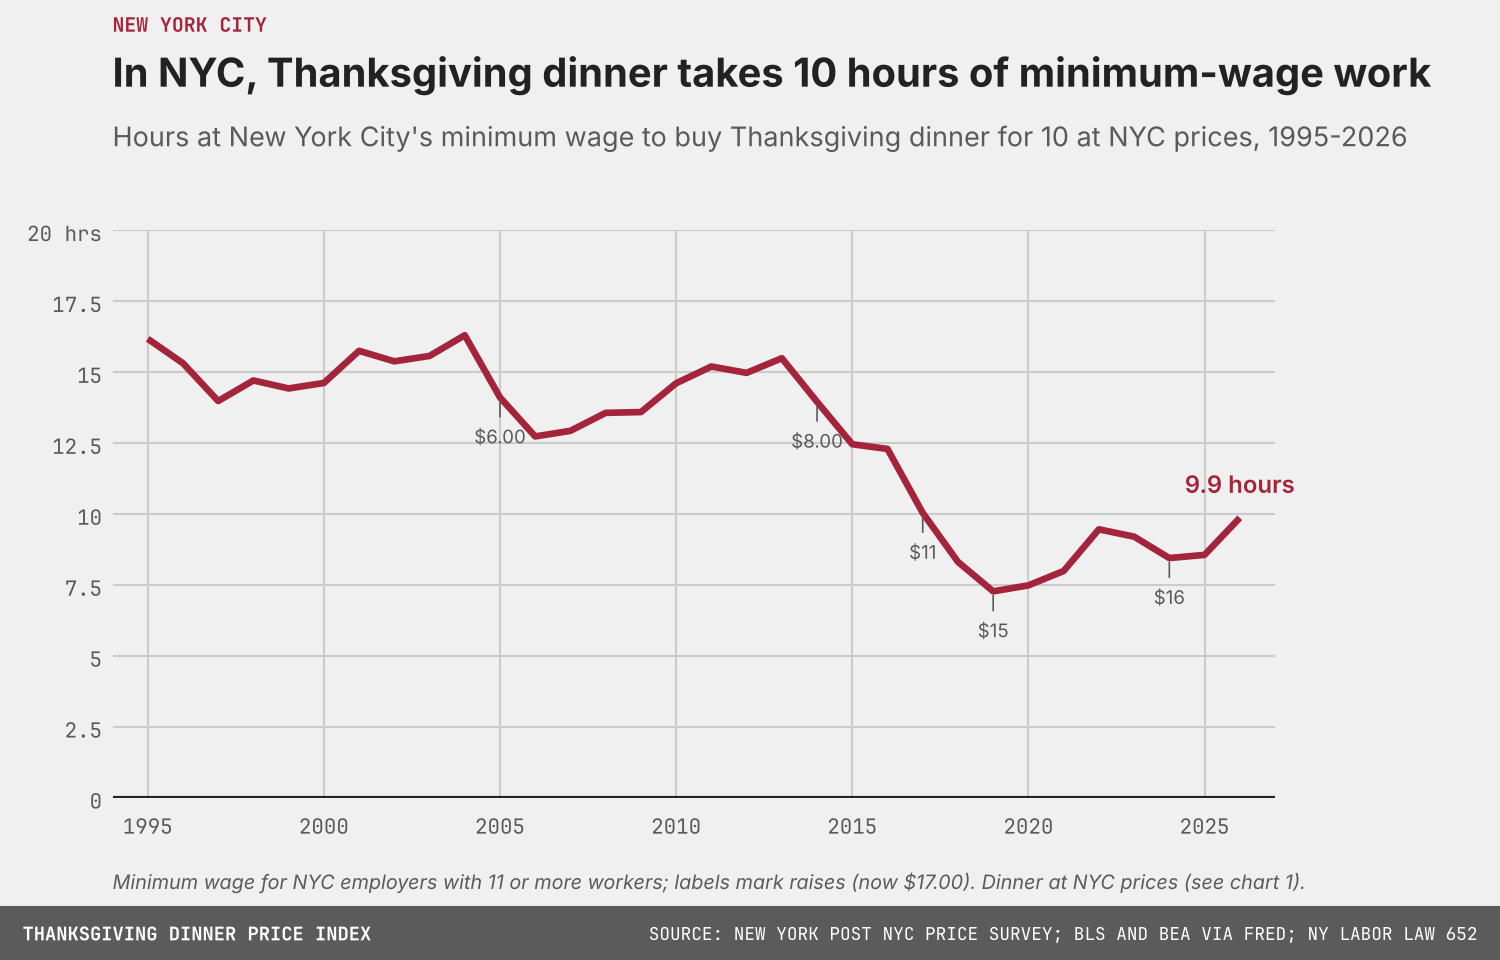 NEW YORK CITY
In NYC, Thanksgiving dinner takes 10 hours of minimum-wage work
Hours at New York City's minimum wage to buy Thanksgiving dinner for 10 at NYC prices, 1995-2026
20 hrs
17.5
15
12.5
10
7.5
5
2.5
0
$6.00
$8.00
$11
$15
$16
9.9 hours
1995 2000 2005 2010 2015 2020 2025
Minimum wage for NYC employers with 11 or more workers; labels mark raises (now $17.00). Dinner at NYC prices (see chart 1).
THANKSGIVING DINNER PRICE INDEX
SOURCE: NEW YORK POST NYC PRICE SURVEY; BLS AND BEA VIA FRED; NY LABOR LAW 652